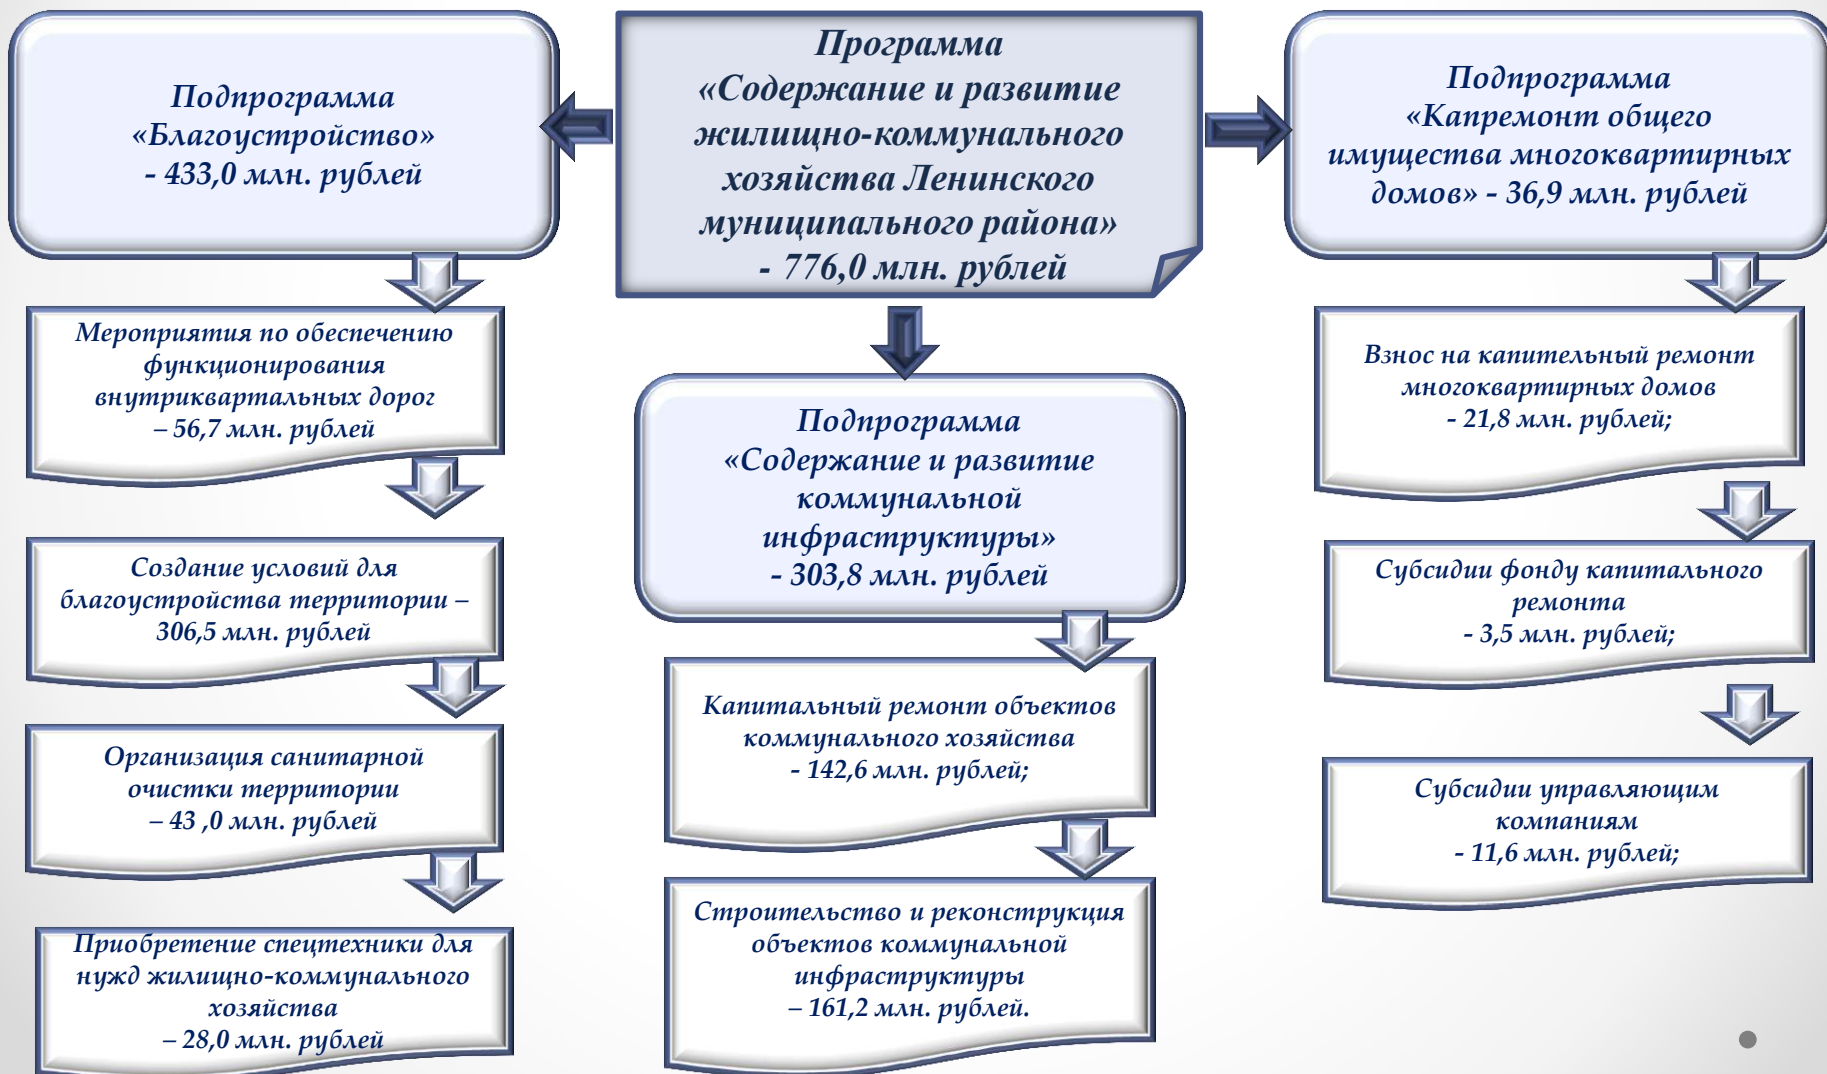 Программа
«Содержание и развитие
жилищно-коммунального
хозяйства Ленинского
муниципального района»
- 776,0 млн. рублей
Подпрограмма
«Благоустройство»
- 433,0 млн. рублей
Мероприятия по обеспечению
функционирования
внутриквартальных дорог
– 56,7 млн. рублей
Создание условий для
благоустройства территории –
306,5 млн. рублей
Организация санитарной
очистки территории
– 43 ,0 млн. рублей
Приобретение спецтехники для
нужд жилищно-коммунального
хозяйства
– 28,0 млн. рублей
Подпрограмма
«Содержание и развитие
коммунальной
инфраструктуры»
- 303,8 млн. рублей
Капитальный ремонт объектов
коммунального хозяйства
- 142,6 млн. рублей;
Строительство и реконструкция
объектов коммунальной
инфраструктуры
– 161,2 млн. рублей.
Подпрограмма
«Капремонт общего
имущества многоквартирных
домов» - 36,9 млн. рублей
Взнос на капительный ремонт
многоквартирных домов
- 21,8 млн. рублей;
Субсидии фонду капитального
ремонта
- 3,5 млн. рублей;
Субсидии управляющим
компаниям
- 11,6 млн. рублей;